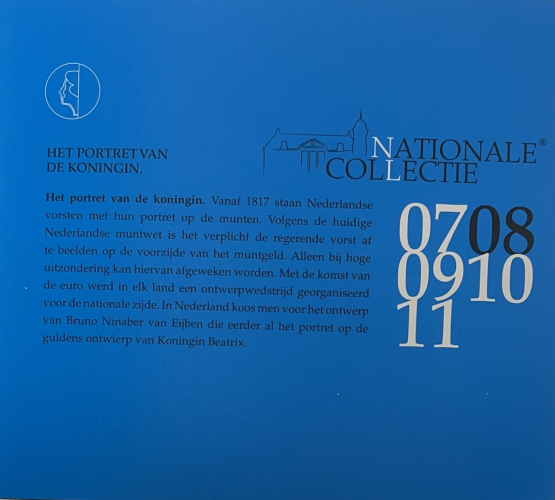 HET PORTRET VAN
DE KONINGIN.
NATIONALE®
COLLECTIE
Het portret van de koningin. Vanaf 1817 staan Nederlandse
vorsten met hun portret op de munten. Volgens de huidige
Nederlandse muntwet is het verplicht de regerende vorst af
te beelden op de voorzijde van het muntgeld. Alleen bij hoge
uitzondering kan hiervan afgeweken worden. Met de komst van
de euro werd in elk land een ontwerpwedstrijd georganiseerd
voor de nationale zijde. In Nederland koos men voor het ontwerp
van Bruno Ninaber van Eijben die eerder al het portret op de
guldens ontwierp van Koningin Beatrix.
0708
0910
11